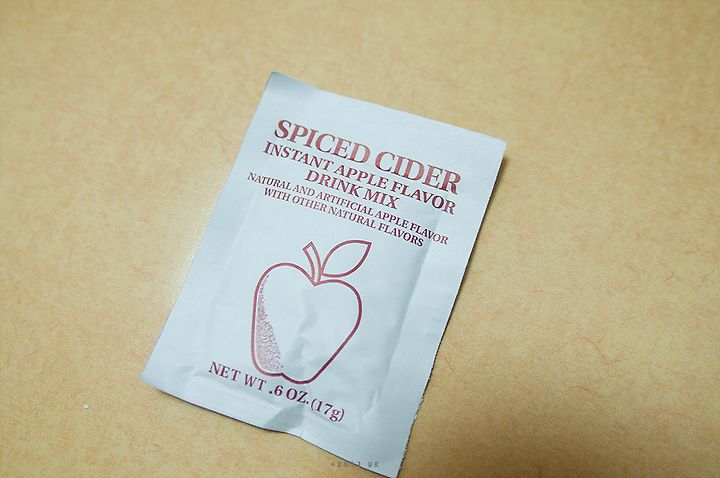 SPICED CIDER
INSTANT APPLE FLAVOR
DRINK MIX
NATURAL AND ARTIFICIAL APPLE FLAVOR
WITH OTHER NATURAL FLAVORS
NET WT .6 OZ. (17g)
UK